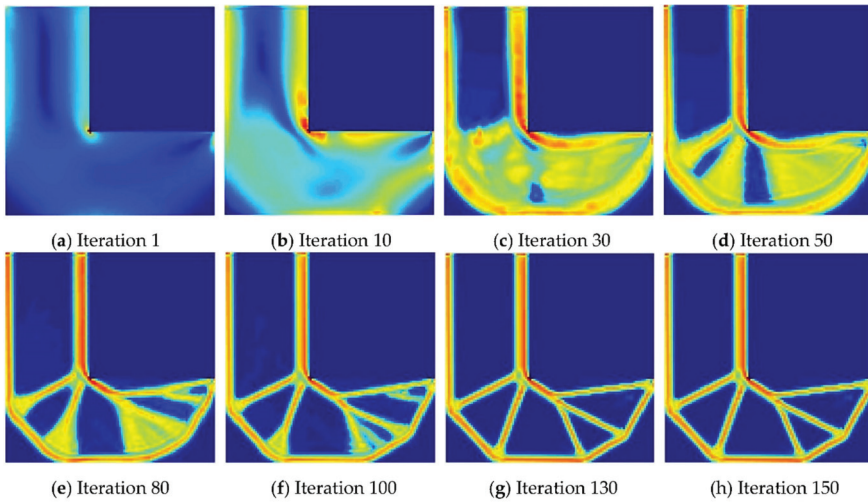 (a) Iteration 1
(b) Iteration 10
(c) Iteration 30
(d) Iteration 50
(e) Iteration 80
(f) Iteration 100
(g) Iteration 130
(h) Iteration 150